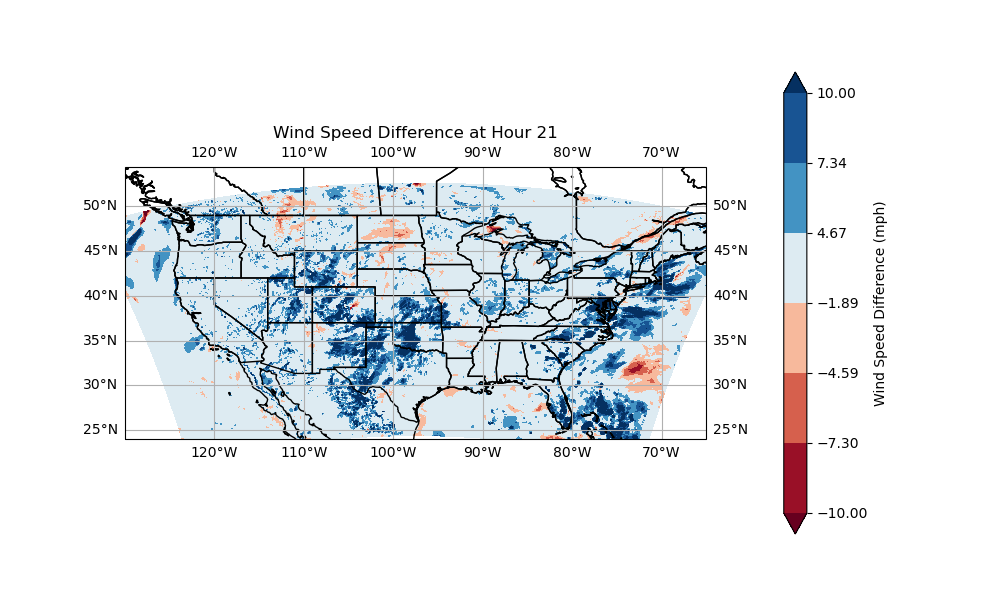 Wind Speed Difference at Hour 21
120°W 110°W 100°W 90°W 80°W 70°W
50°N 50°N
45°N 45°N
40°N 40°N
35°N 35°N
30°N 30°N
25°N 25°N
120°W 110°W 100°W 90°W 80°W 70°W
10.00
7.34
4.67
−1.89
−4.59
−7.30
−10.00
Wind Speed Difference (mph)